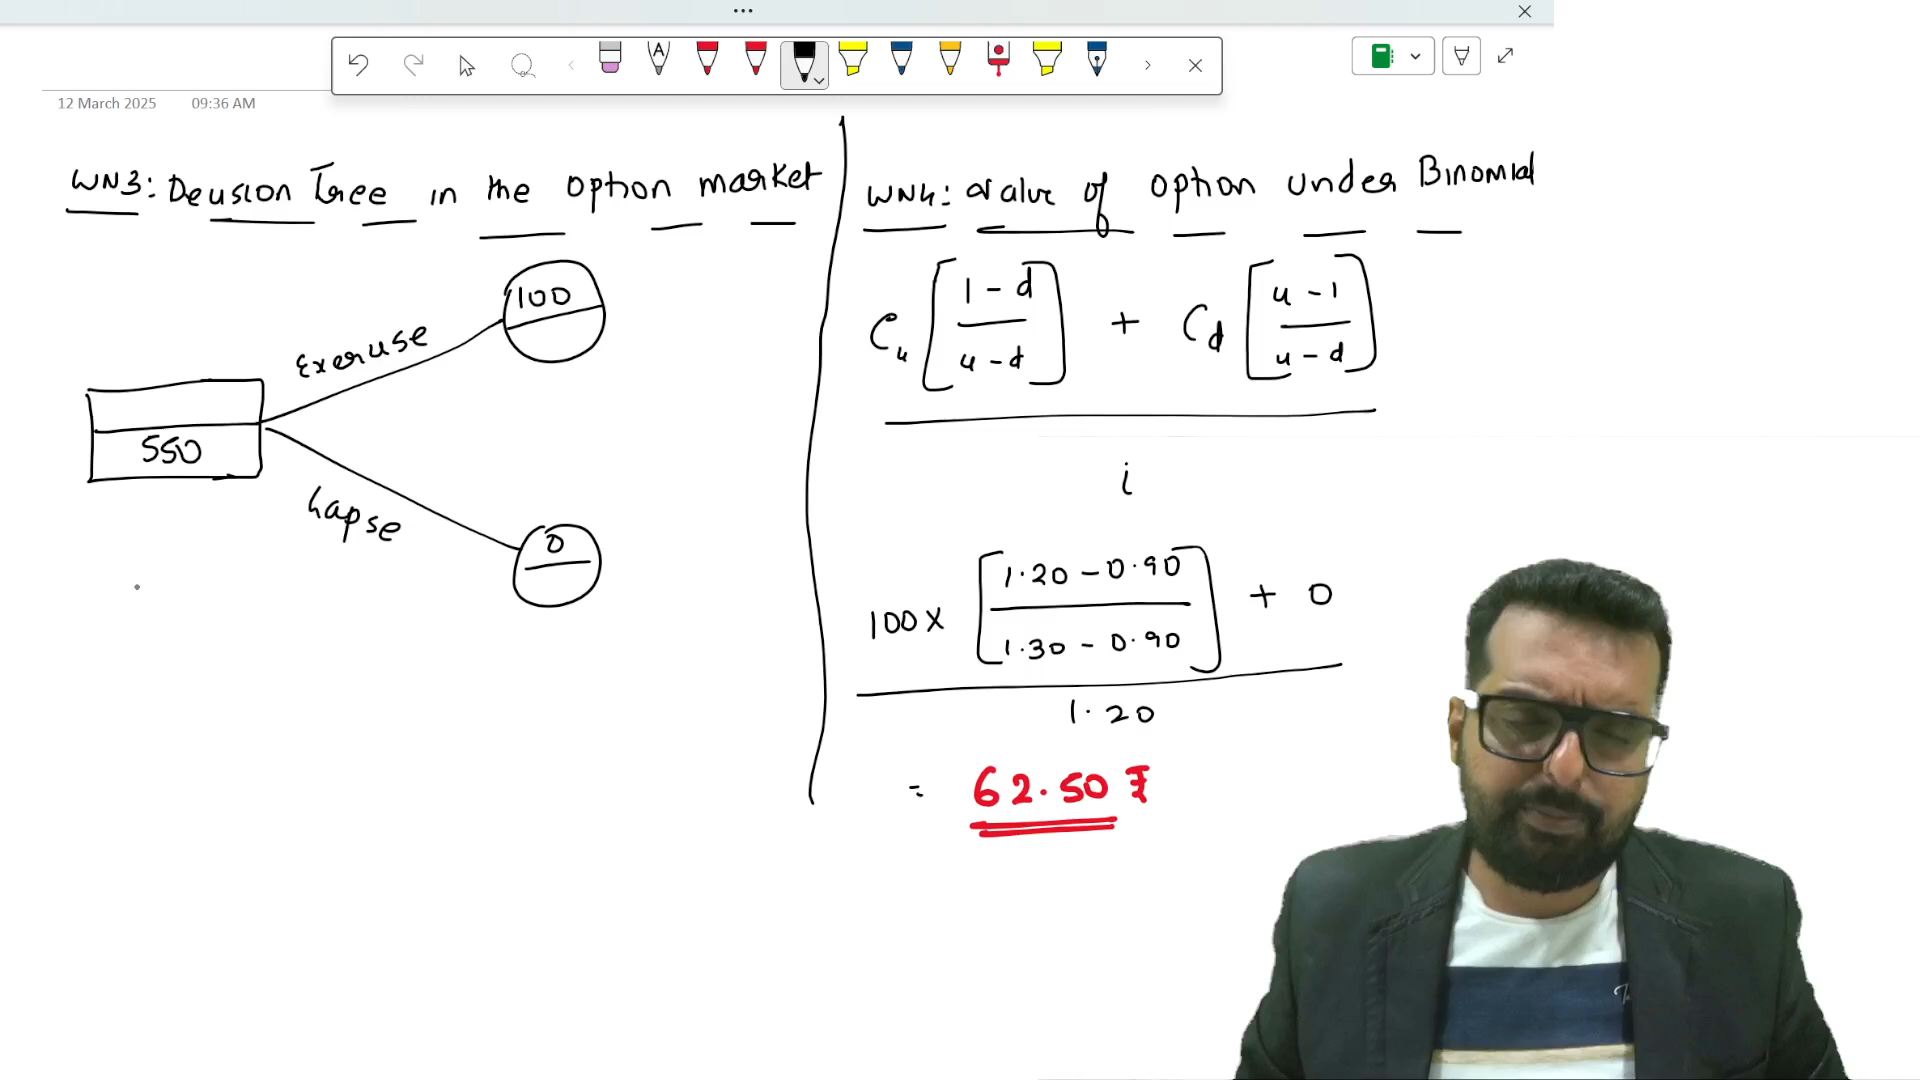 12 March 2025 09:36 AM
WN3: Decision Tree in the option market
100
Exercise
550
Lapse
0
WN4: Value of option under Binomial
Cu [ 1 - d / u - d ] + Cd [ u - 1 / u - d ]
i
100 x [ 1.20 - 0.90 / 1.30 - 0.90 ] + 0
1.20
= 62.50 ₹